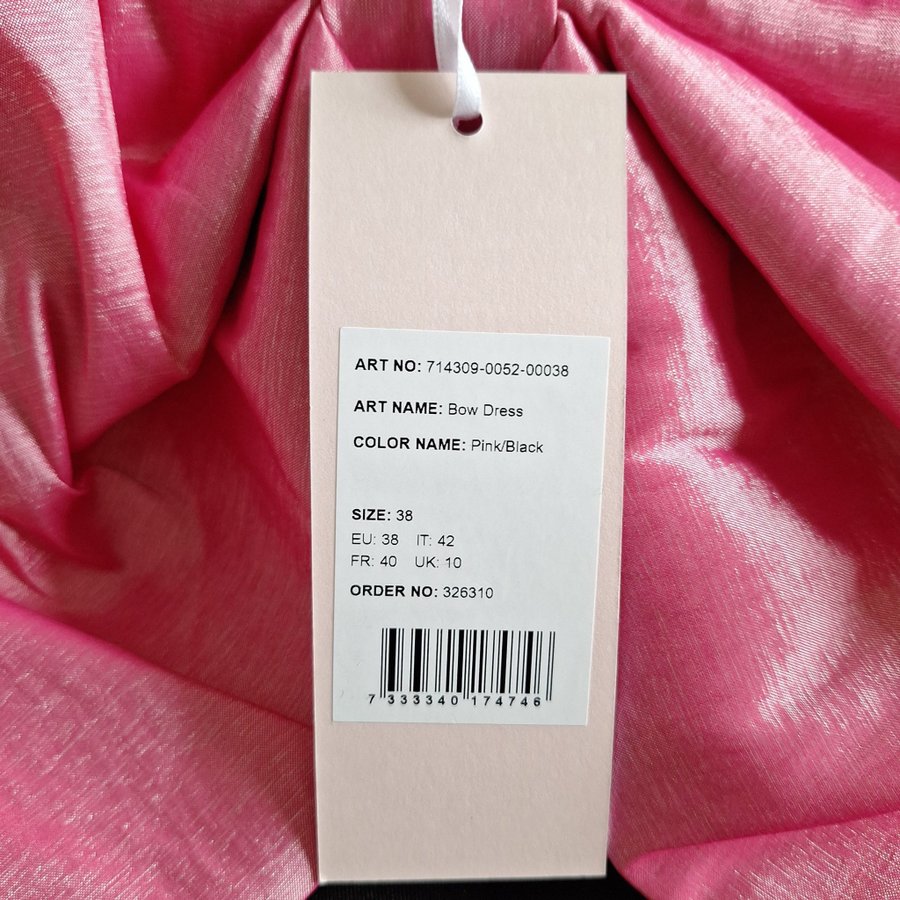 ART NO: 714309-0052-00038
ART NAME: Bow Dress
COLOR NAME: Pink/Black
SIZE: 38
EU: 38 IT: 42
FR: 40 UK: 10
ORDER NO: 326310
7 333340 174746